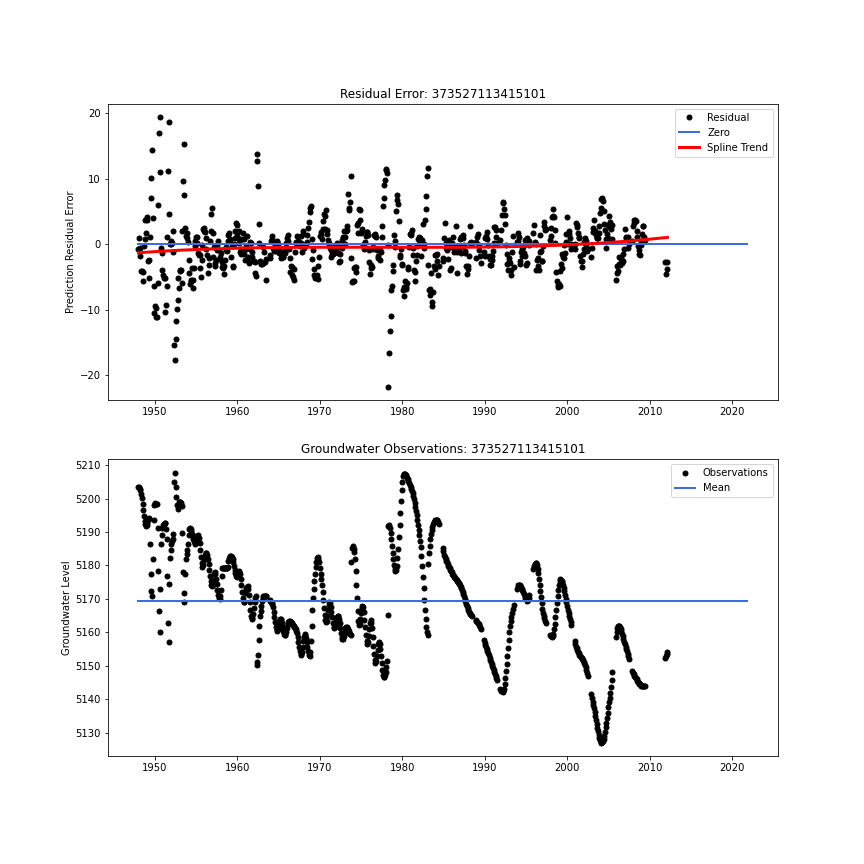 Residual Error: 373527113415101
Residual
Zero
Spline Trend
Prediction Residual Error
20
10
0
−10
−20
1950 1960 1970 1980 1990 2000 2010 2020
Groundwater Observations: 373527113415101
Observations
Mean
Groundwater Level
5210
5200
5190
5180
5170
5160
5150
5140
5130
1950 1960 1970 1980 1990 2000 2010 2020